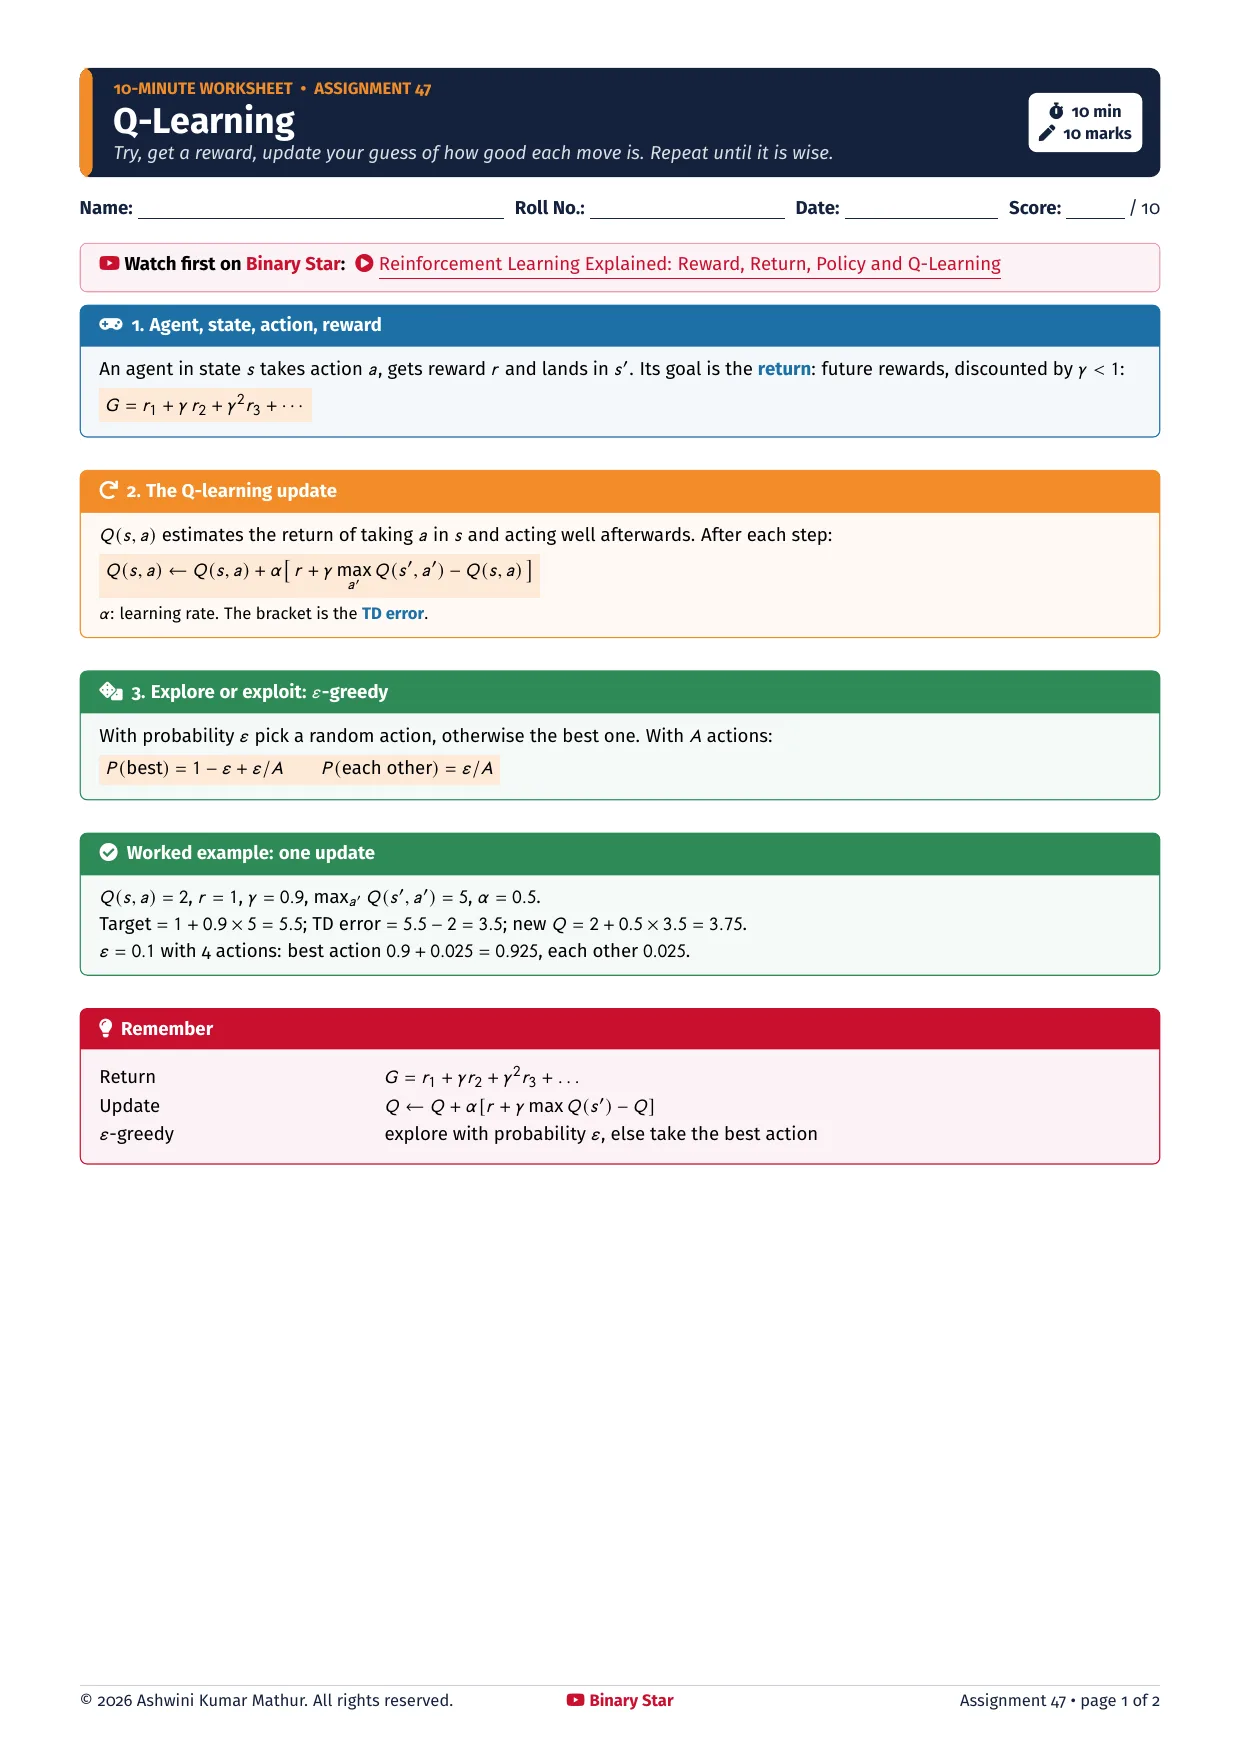 10-MINUTE WORKSHEET • ASSIGNMENT 47
Q-Learning
Try, get a reward, update your guess of how good each move is. Repeat until it is wise.
10 min
10 marks
Name: Roll No.: Date: Score: / 10
Watch first on Binary Star: Reinforcement Learning Explained: Reward, Return, Policy and Q-Learning
1. Agent, state, action, reward
An agent in state s takes action a, gets reward r and lands in s′. Its goal is the return: future rewards, discounted by γ < 1:
G = r₁ + γ r₂ + γ²r₃ + ···
2. The Q-learning update
Q(s, a) estimates the return of taking a in s and acting well afterwards. After each step:
Q(s, a) ← Q(s, a) + α[ r + γ max Q(s′, a′) − Q(s, a) ]
a′
α: learning rate. The bracket is the TD error.
3. Explore or exploit: ε-greedy
With probability ε pick a random action, otherwise the best one. With A actions:
P(best) = 1 − ε + ε/A P(each other) = ε/A
Worked example: one update
Q(s, a) = 2, r = 1, γ = 0.9, maxₐ′ Q(s′, a′) = 5, α = 0.5.
Target = 1 + 0.9 × 5 = 5.5; TD error = 5.5 − 2 = 3.5; new Q = 2 + 0.5 × 3.5 = 3.75.
ε = 0.1 with 4 actions: best action 0.9 + 0.025 = 0.925, each other 0.025.
Remember
Return G = r₁ + γr₂ + γ²r₃ + ...
Update Q ← Q + α[r + γ max Q(s′) − Q]
ε-greedy explore with probability ε, else take the best action
© 2026 Ashwini Kumar Mathur. All rights reserved. Binary Star Assignment 47 • page 1 of 2